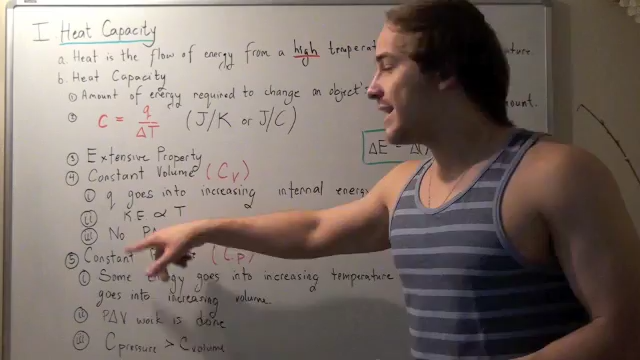 I Heat Capacity
a. Heat is the flow of energy from a high
b. Heat Capacity
① Amount of energy required to change an object's
② C = q/ΔT (J/K or J/C)
③ Extensive Property
④ Constant Volume (Cv)
ⓘ q goes into increasing internal energy
ⅱ K.E ∝ T
ⅲ No
⑤ Constant (Cp)
ⓘ Some energy goes into increasing temperature
goes into increasing volume
ⅱ PΔV work is done
ⅲ Cpressure > Cvolume